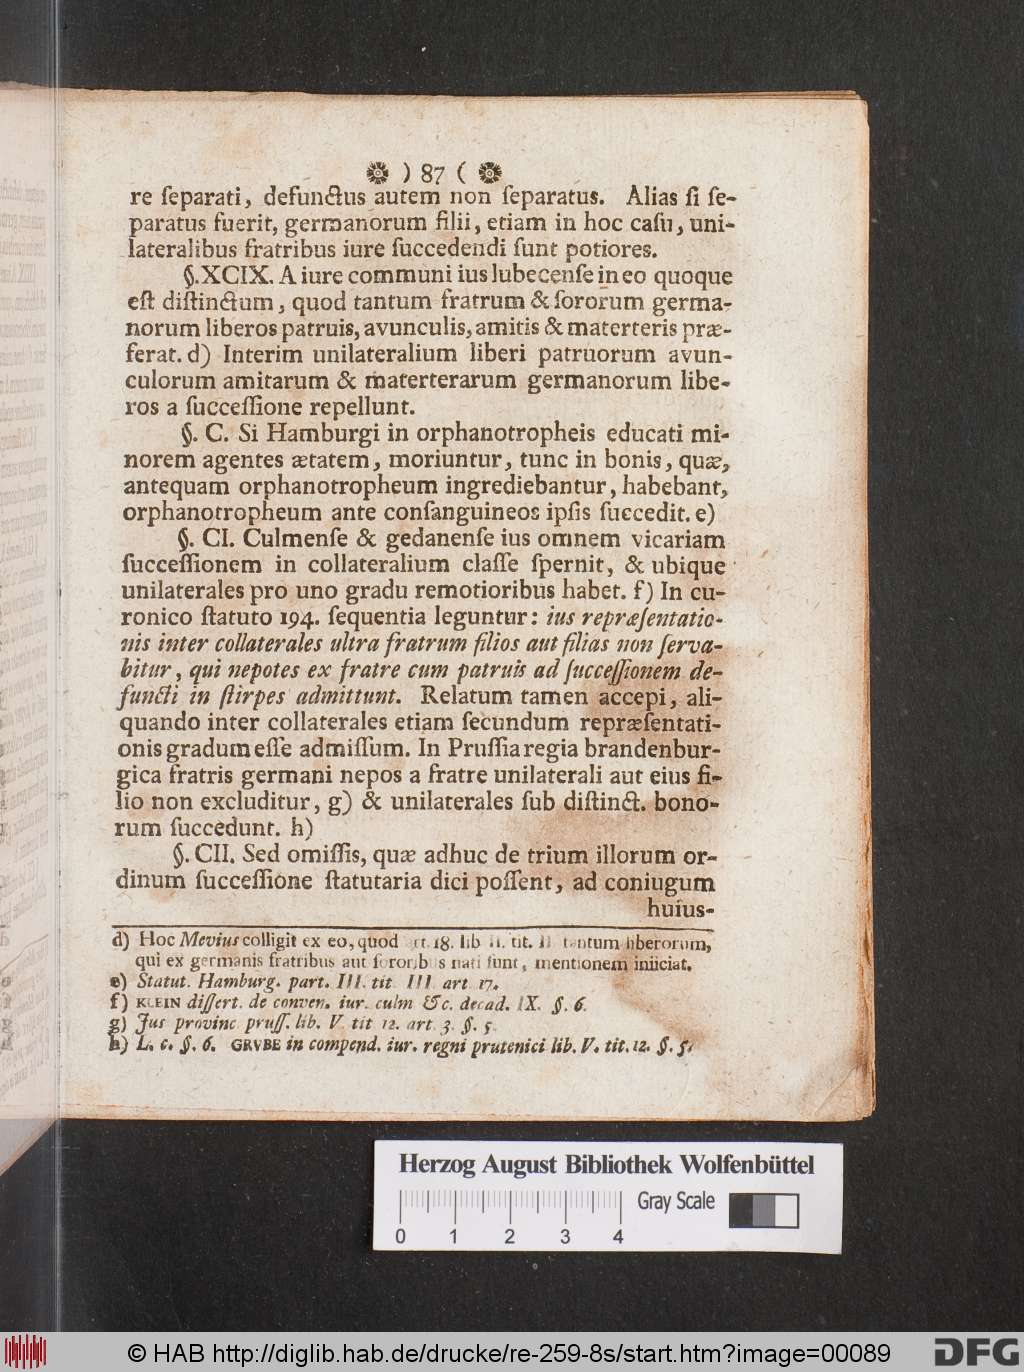 ) 87 (
re ſeparati, defunctus autem non ſeparatus. Alias ſi ſe-
paratus fuerit, germanorum filii, etiam in hoc caſu, uni-
lateralibus fratribus iure ſuccedendi ſunt potiores.
§. XCIX. A iure communi ius lubecenſe in eo quoque
eſt diſtinctum, quod tantum fratrum & ſororum germa-
norum liberos patruis, avunculis, amitis & materteris præ-
ferat. d) Interim unilateralium liberi patruorum avun-
culorum amitarum & materterarum germanorum libe-
ros a ſucceſſione repellunt.
§. C. Si Hamburgi in orphanotropheis educati mi-
norem agentes ætatem, moriuntur, tunc in bonis, quæ,
antequam orphanotropheum ingrediebantur, habebant,
orphanotropheum ante conſanguineos ipſis ſuccedit. e)
§. CI. Culmenſe & gedanenſe ius omnem vicariam
ſucceſſionem in collateralium claſſe ſpernit, & ubique
unilaterales pro uno gradu remotioribus habet. f) In cu-
ronico ſtatuto 194. ſequentia leguntur: ius repræſentatio-
nis inter collaterales ultra fratrum filios aut filias non ſerva-
bitur, qui nepotes ex fratre cum patruis ad ſucceſſionem de-
functi in ſtirpes admittunt. Relatum tamen accepi, ali-
quando inter collaterales etiam ſecundum repræſentati-
onis gradum eſſe admiſſum. In Pruſſia regia brandenbur-
gica fratris germani nepos a fratre unilaterali aut eius fi-
lio non excluditur, g) & unilaterales ſub diſtinct. bono-
rum ſuccedunt. h)
§. CII. Sed omiſſis, quæ adhuc de trium illorum or-
dinum ſucceſſione ſtatutaria dici poſſent, ad coniugum
huius-
d) Hoc Mevius colligit ex eo, quod art. 18. lib II. tit. II tantum liberorum,
qui ex germanis fratribus aut ſororibus nati ſunt, mentionem iniiciat.
e) Statut. Hamburg. part. III. tit III art 17.
f) KLEIN diſſert. de conven. iur. culm &c. decad. IX. §. 6.
g) Jus provinc pruſſ. lib. V tit 12. art. 3. §. 5.
h) L. c. §. 6. GRVBE in compend. iur. regni prutenici lib. V. tit. 12. §. 5.
Herzog August Bibliothek Wolfenbüttel
Gray Scale
0 1 2 3 4
© HAB http://diglib.hab.de/drucke/re-259-8s/start.htm?image=00089
DFG